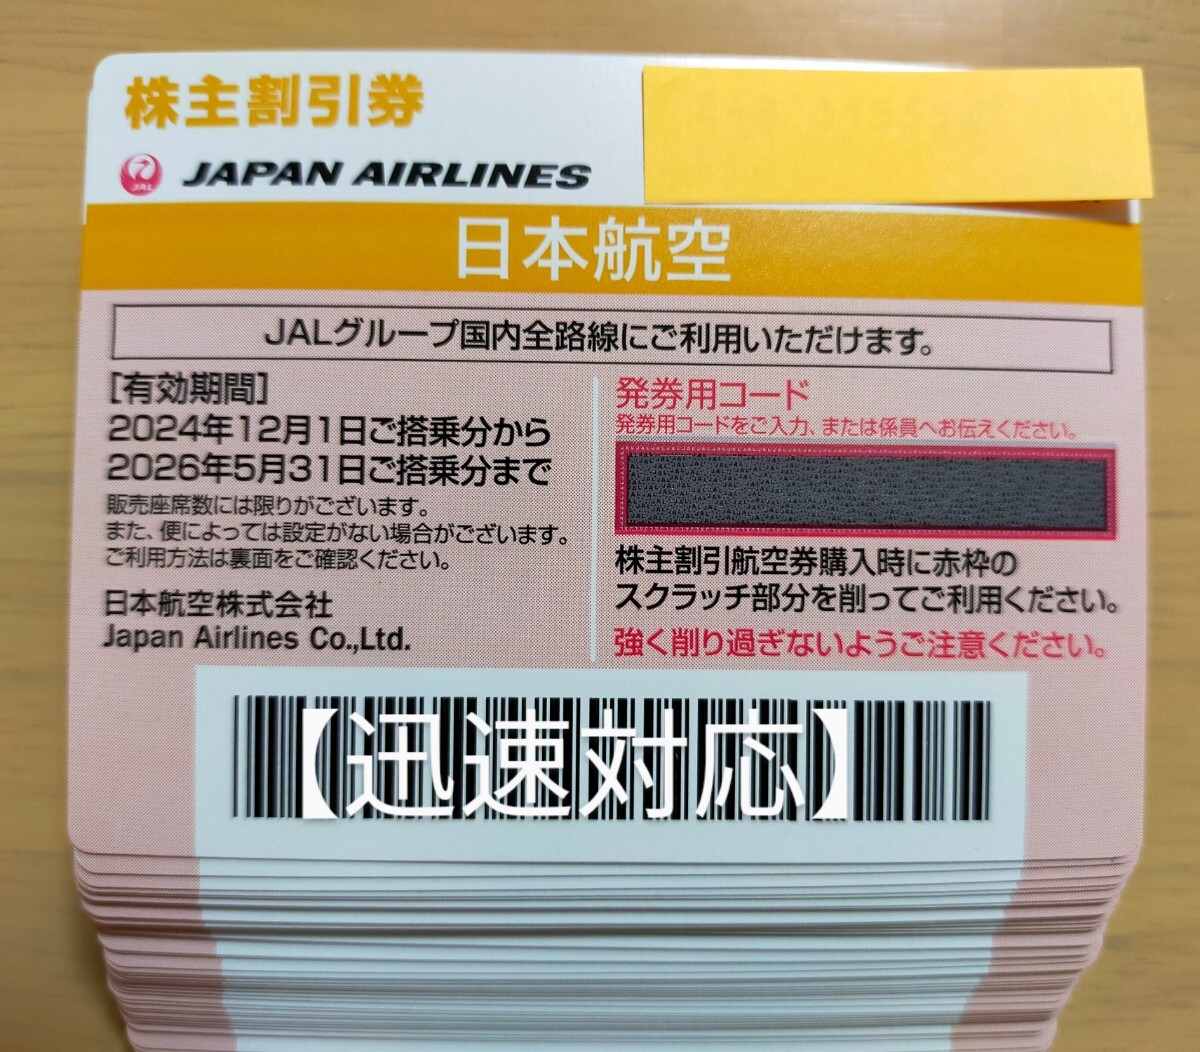 株主割引券
JAL
JAPAN AIRLINES
日本航空
JALグループ国内全路線にご利用いただけます。
[有効期間]
2024年12月1日ご搭乗分から
2026年5月31日ご搭乗分まで
販売座席数には限りがございます。
また、便によっては設定がない場合がございます。
ご利用方法は裏面をご確認ください。
日本航空株式会社
Japan Airlines Co.,Ltd.
発券用コード
発券用コードをご入力、または係員へお伝えください。
株主割引航空券購入時に赤枠の
スクラッチ部分を削ってご利用ください。
強く削り過ぎないようご注意ください。
【迅速対応】